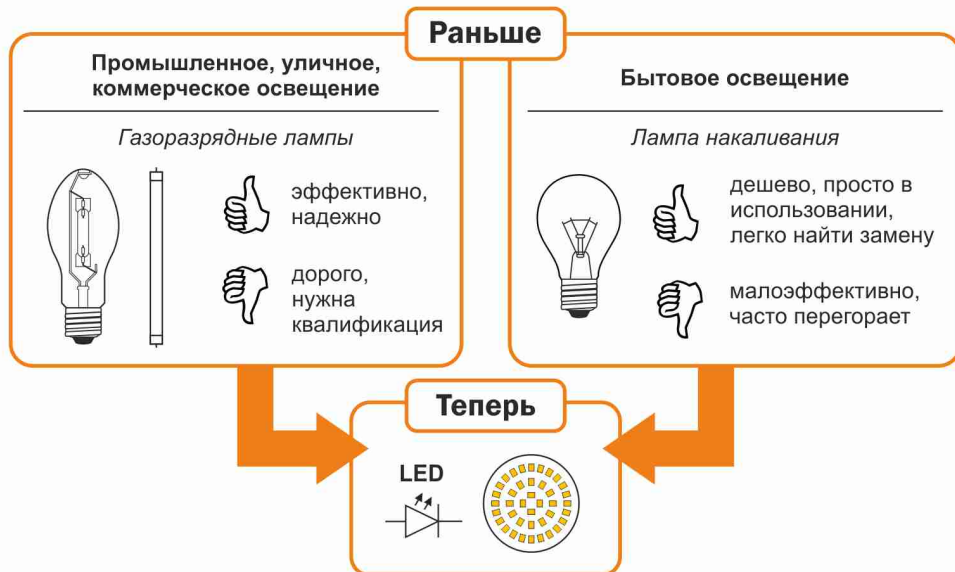 Раньше
Промышленное, уличное,
коммерческое освещение
Газоразрядные лампы
эффективно,
надежно
дорого,
нужна
квалификация
Бытовое освещение
Лампа накаливания
дешево, просто в
использовании,
легко найти замену
малоэффективно,
часто перегорает
Теперь
LED